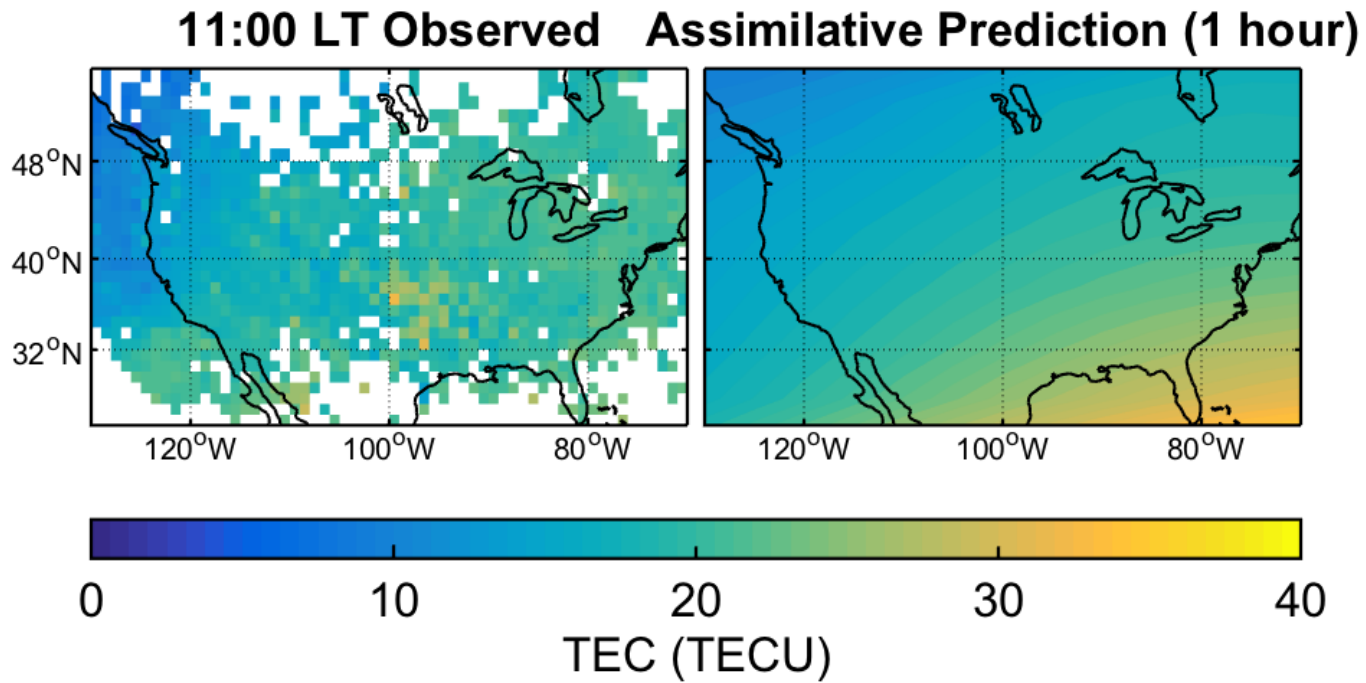 11:00 LT Observed Assimilative Prediction (1 hour)
48°N
40°N
32°N
120°W 100°W 80°W 120°W 100°W 80°W
0 10 20 30 40
TEC (TECU)